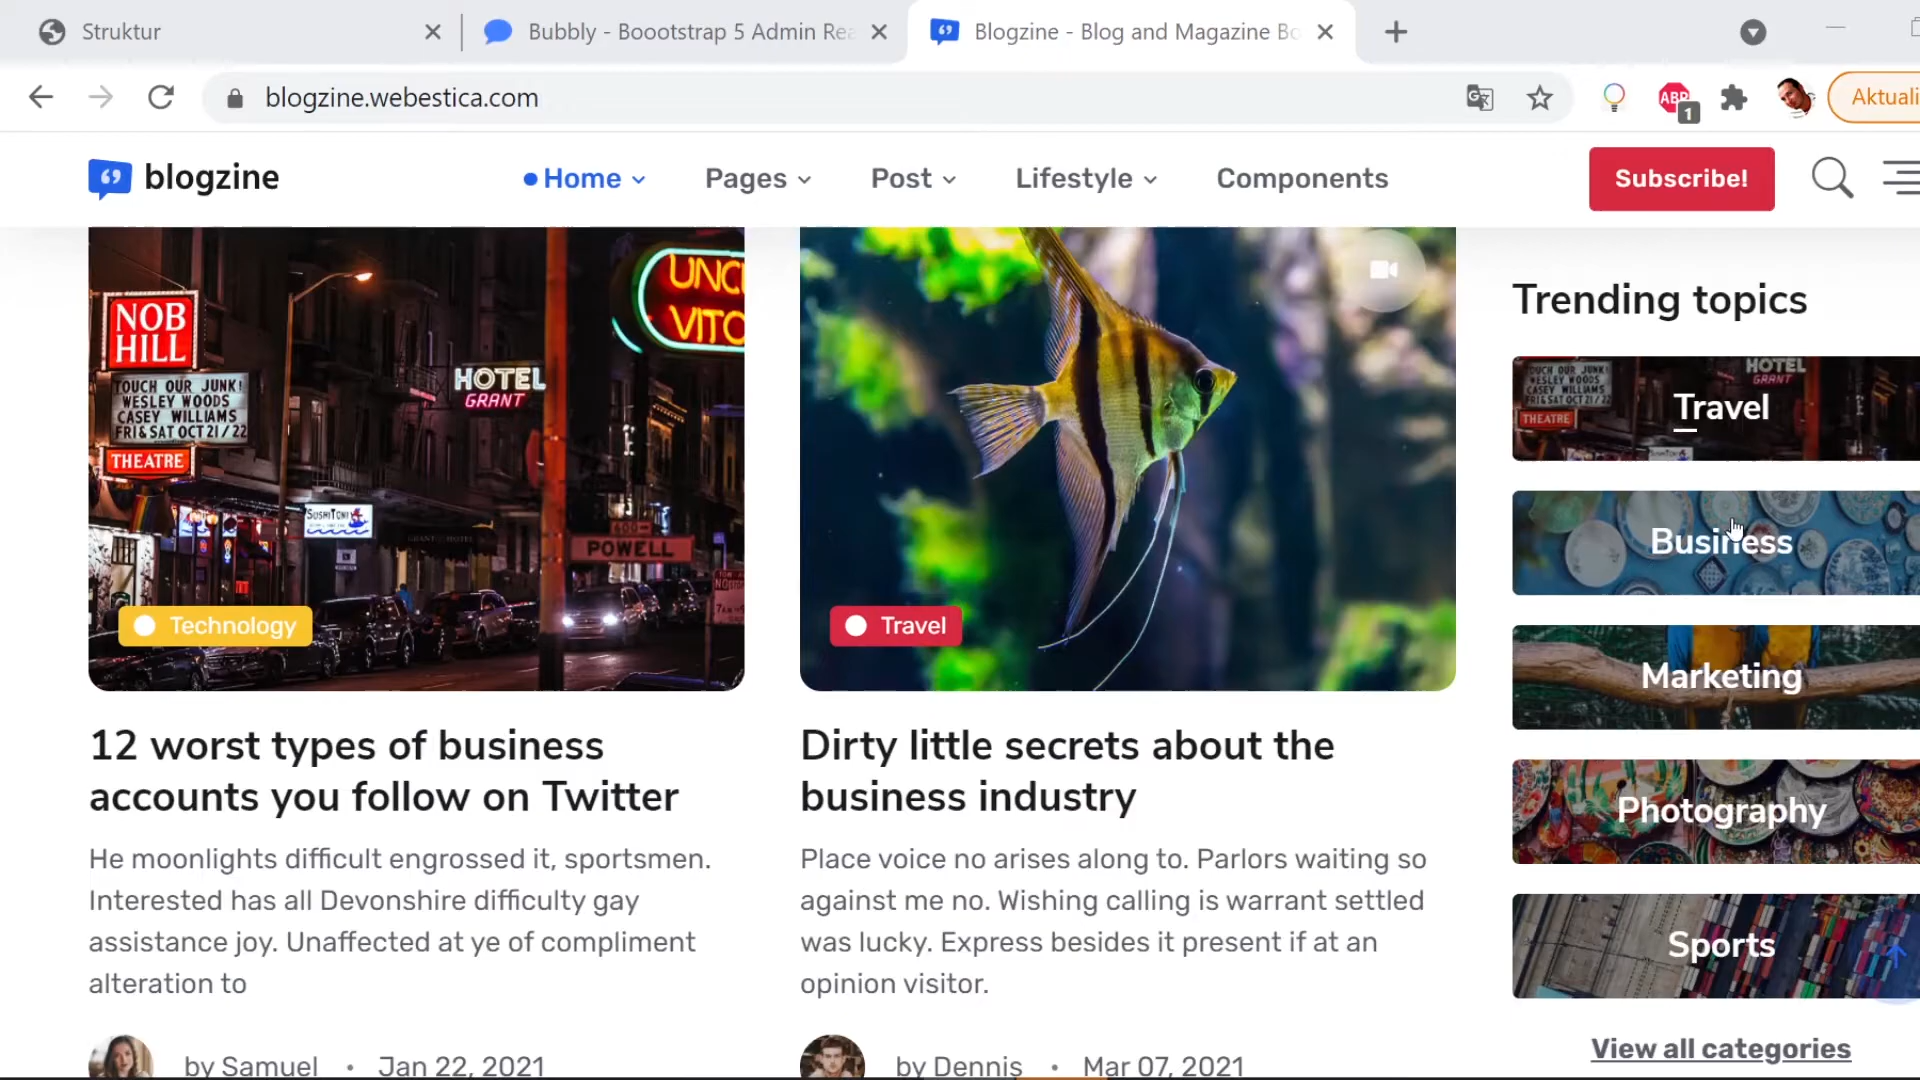 Struktur
Bubbly - Boootstrap 5 Admin Rea
Blogzine - Blog and Magazine Bo
blogzine.webestica.com
ABP
1
Aktuali
blogzine
Home
Pages
Post
Lifestyle
Components
Subscribe!
NOB
HILL
TOUCH OUR JUNK!
WESLEY WOODS
CASEY WILLIAMS
FRI&SAT OCT 21/22
THEATRE
HOTEL
GRANT
UNC
VITO
SUSHITONI
600
POWELL
Technology
Travel
12 worst types of business
accounts you follow on Twitter
He moonlights difficult engrossed it, sportsmen.
Interested has all Devonshire difficulty gay
assistance joy. Unaffected at ye of compliment
alteration to
by Samuel • Jan 22, 2021
Dirty little secrets about the
business industry
Place voice no arises along to. Parlors waiting so
against me no. Wishing calling is warrant settled
was lucky. Express besides it present if at an
opinion visitor.
by Dennis • Mar 07, 2021
Trending topics
Travel
Business
Marketing
Photography
Sports
View all categories